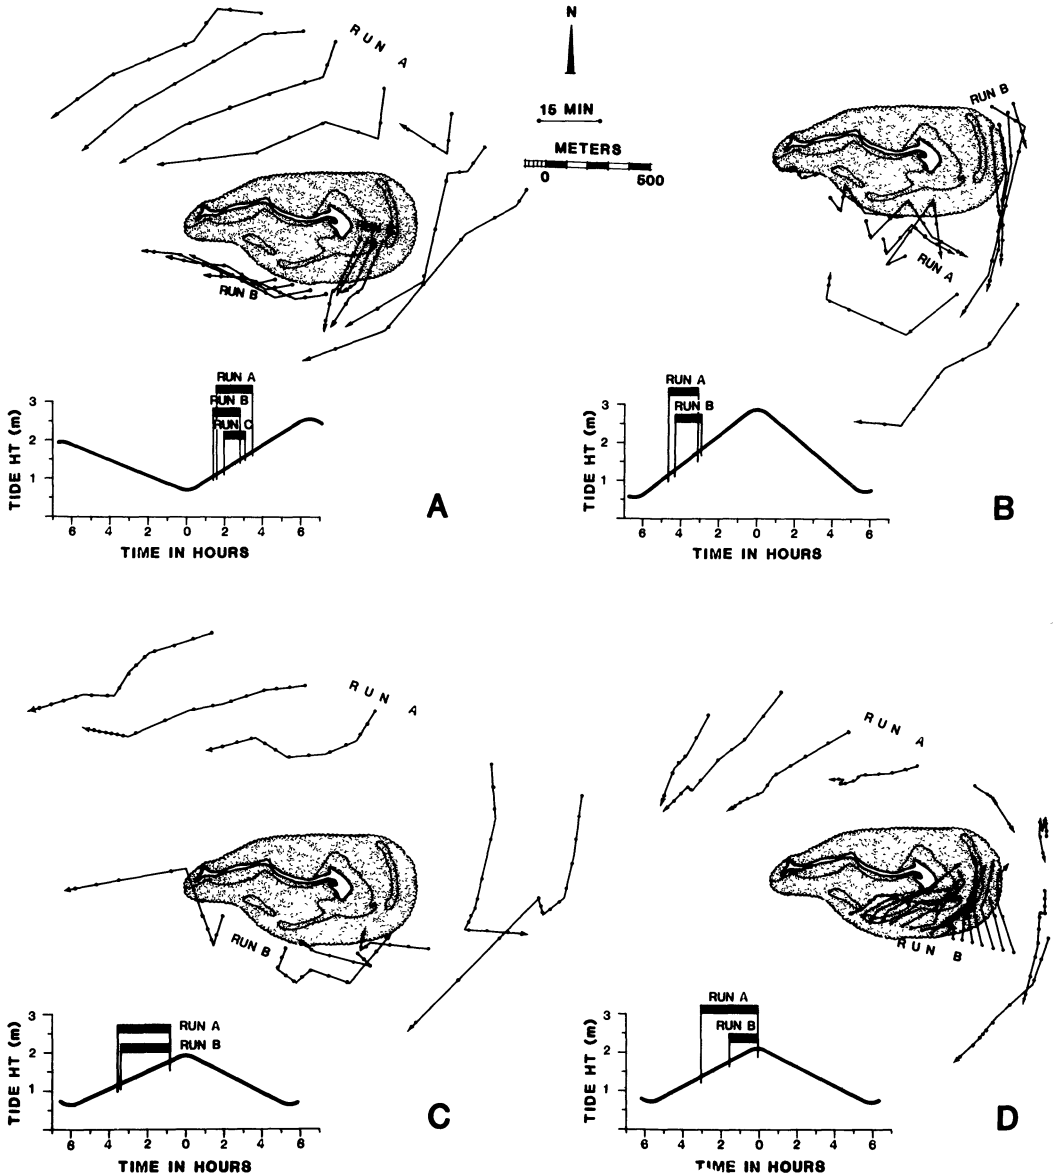 N
RUN A
15 MIN
METERS
0 500
RUN B
RUN B
RUN A
RUN A
RUN B
RUN C
TIDE HT (m)
3
2
1
6 4 2 0 2 4 6
TIME IN HOURS
A
RUN A
RUN B
TIDE HT (m)
3
2
1
6 4 2 0 2 4 6
TIME IN HOURS
B
RUN A
RUN B
RUN A
RUN B
RUN A
RUN B
TIDE HT (m)
3
2
1
6 4 2 0 2 4 6
TIME IN HOURS
C
RUN A
RUN B
TIDE HT (m)
3
2
1
6 4 2 0 2 4 6
TIME IN HOURS
D